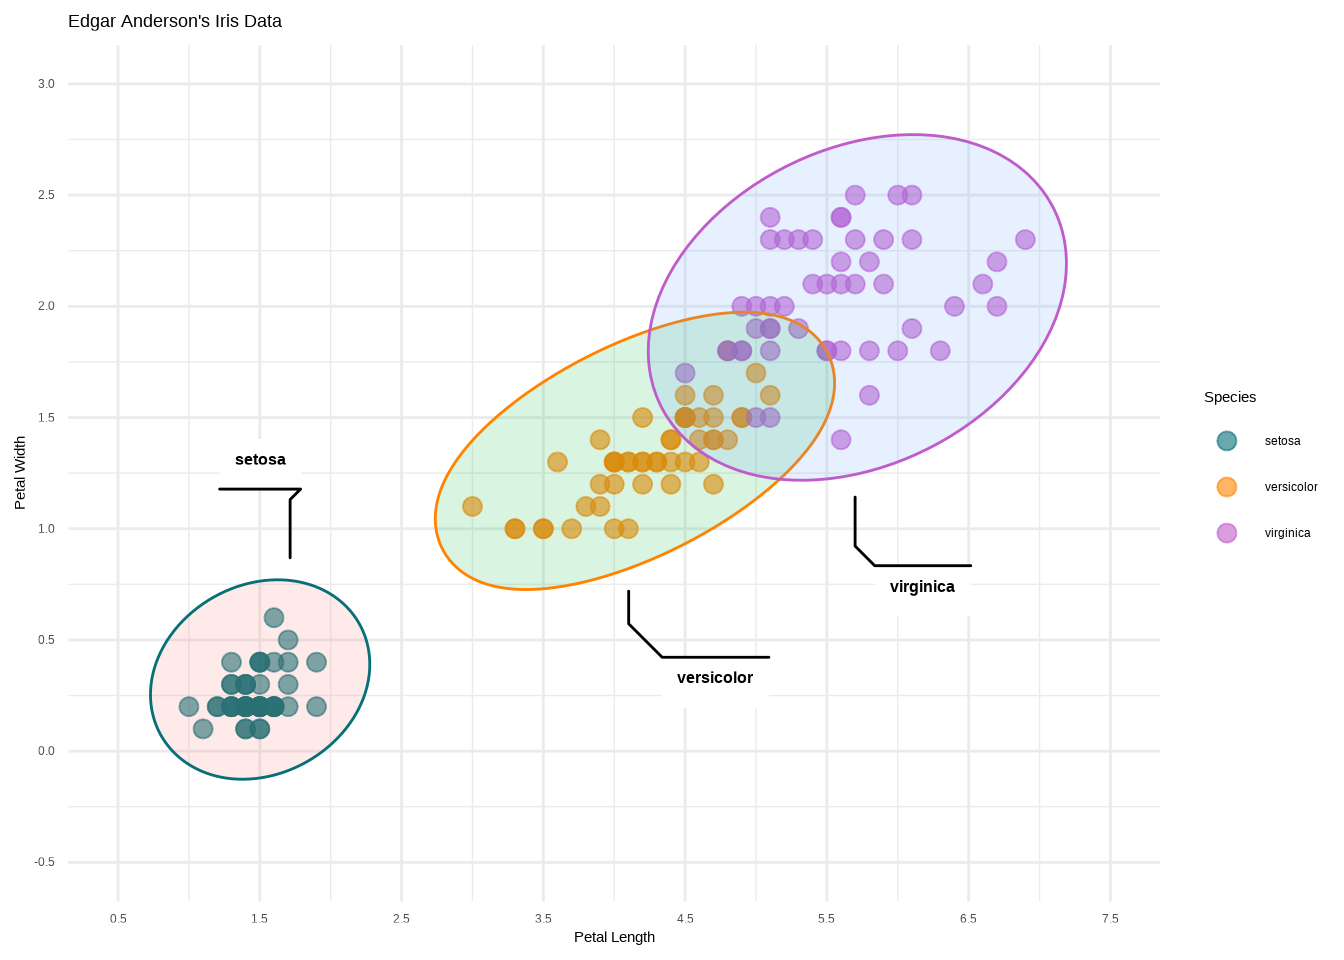 Edgar Anderson's Iris Data
3.0
2.5
2.0
1.5
1.0
0.5
0.0
-0.5
Petal Width
setosa
versicolor
virginica
0.5 1.5 2.5 3.5 4.5 5.5 6.5 7.5
Petal Length
Species
setosa
versicolor
virginica